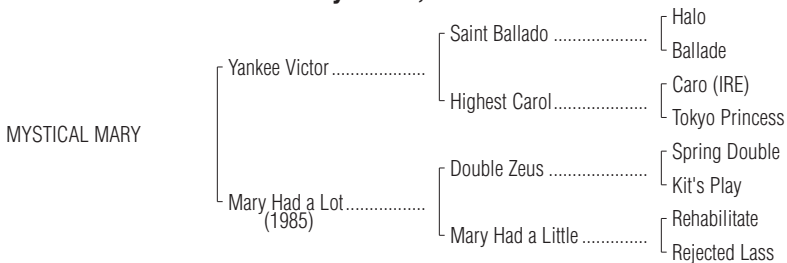 Halo
Saint Ballado ....................
Ballade
Yankee Victor....................
Caro (IRE)
Highest Carol....................
Tokyo Princess
MYSTICAL MARY
Spring Double
Double Zeus .....................
Kit's Play
Mary Had a Lot.................
(1985)
Rehabilitate
Mary Had a Little ..............
Rejected Lass